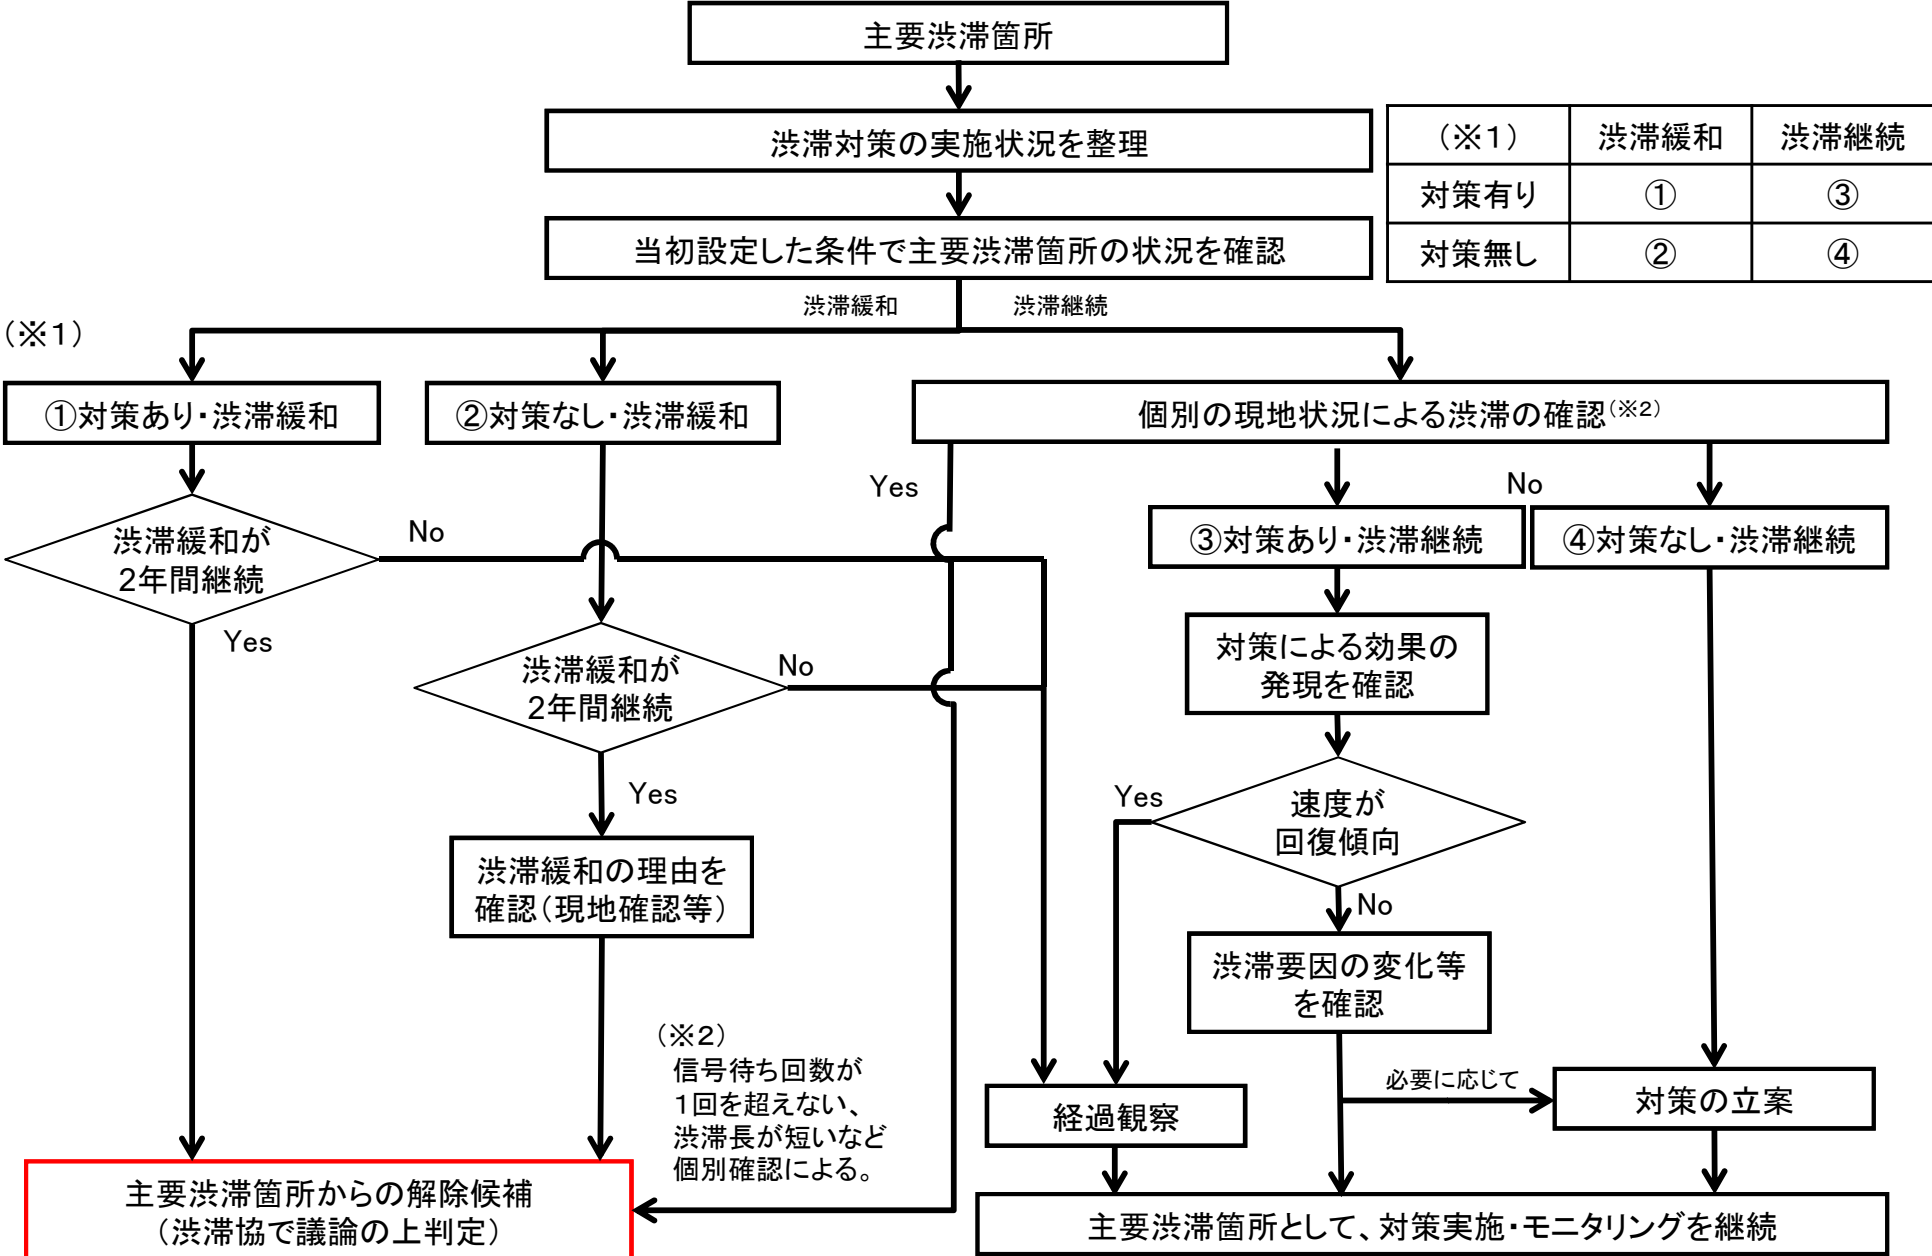 主要渋滞箇所
渋滞対策の実施状況を整理
(※1) 渋滞緩和 渋滞継続
対策有り ① ③
対策無し ② ④
当初設定した条件で主要渋滞箇所の状況を確認
渋滞緩和 渋滞継続
(※1)
①対策あり・渋滞緩和
②対策なし・渋滞緩和
個別の現地状況による渋滞の確認(※2)
Yes
No
③対策あり・渋滞継続
④対策なし・渋滞継続
渋滞緩和が
2年間継続
No
Yes
渋滞緩和が
2年間継続
No
Yes
対策による効果の
発現を確認
速度が
回復傾向
Yes
No
渋滞緩和の理由を
確認(現地確認等)
渋滞要因の変化等
を確認
(※2)
信号待ち回数が
1回を超えない、
渋滞長が短いなど
個別確認による。
経過観察
必要に応じて
対策の立案
主要渋滞箇所からの解除候補
(渋滞協で議論の上判定)
主要渋滞箇所として、対策実施・モニタリングを継続